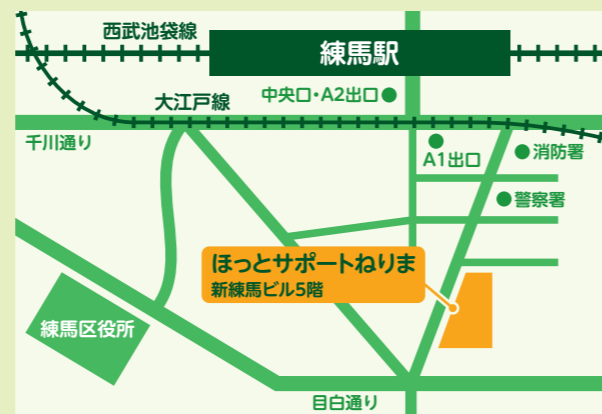 西武池袋線
練馬駅
中央口・A2出口
大江戸線
千川通り
A1出口
消防署
警察署
ほっとサポートねりま
新練馬ビル5階
練馬区役所
目白通り